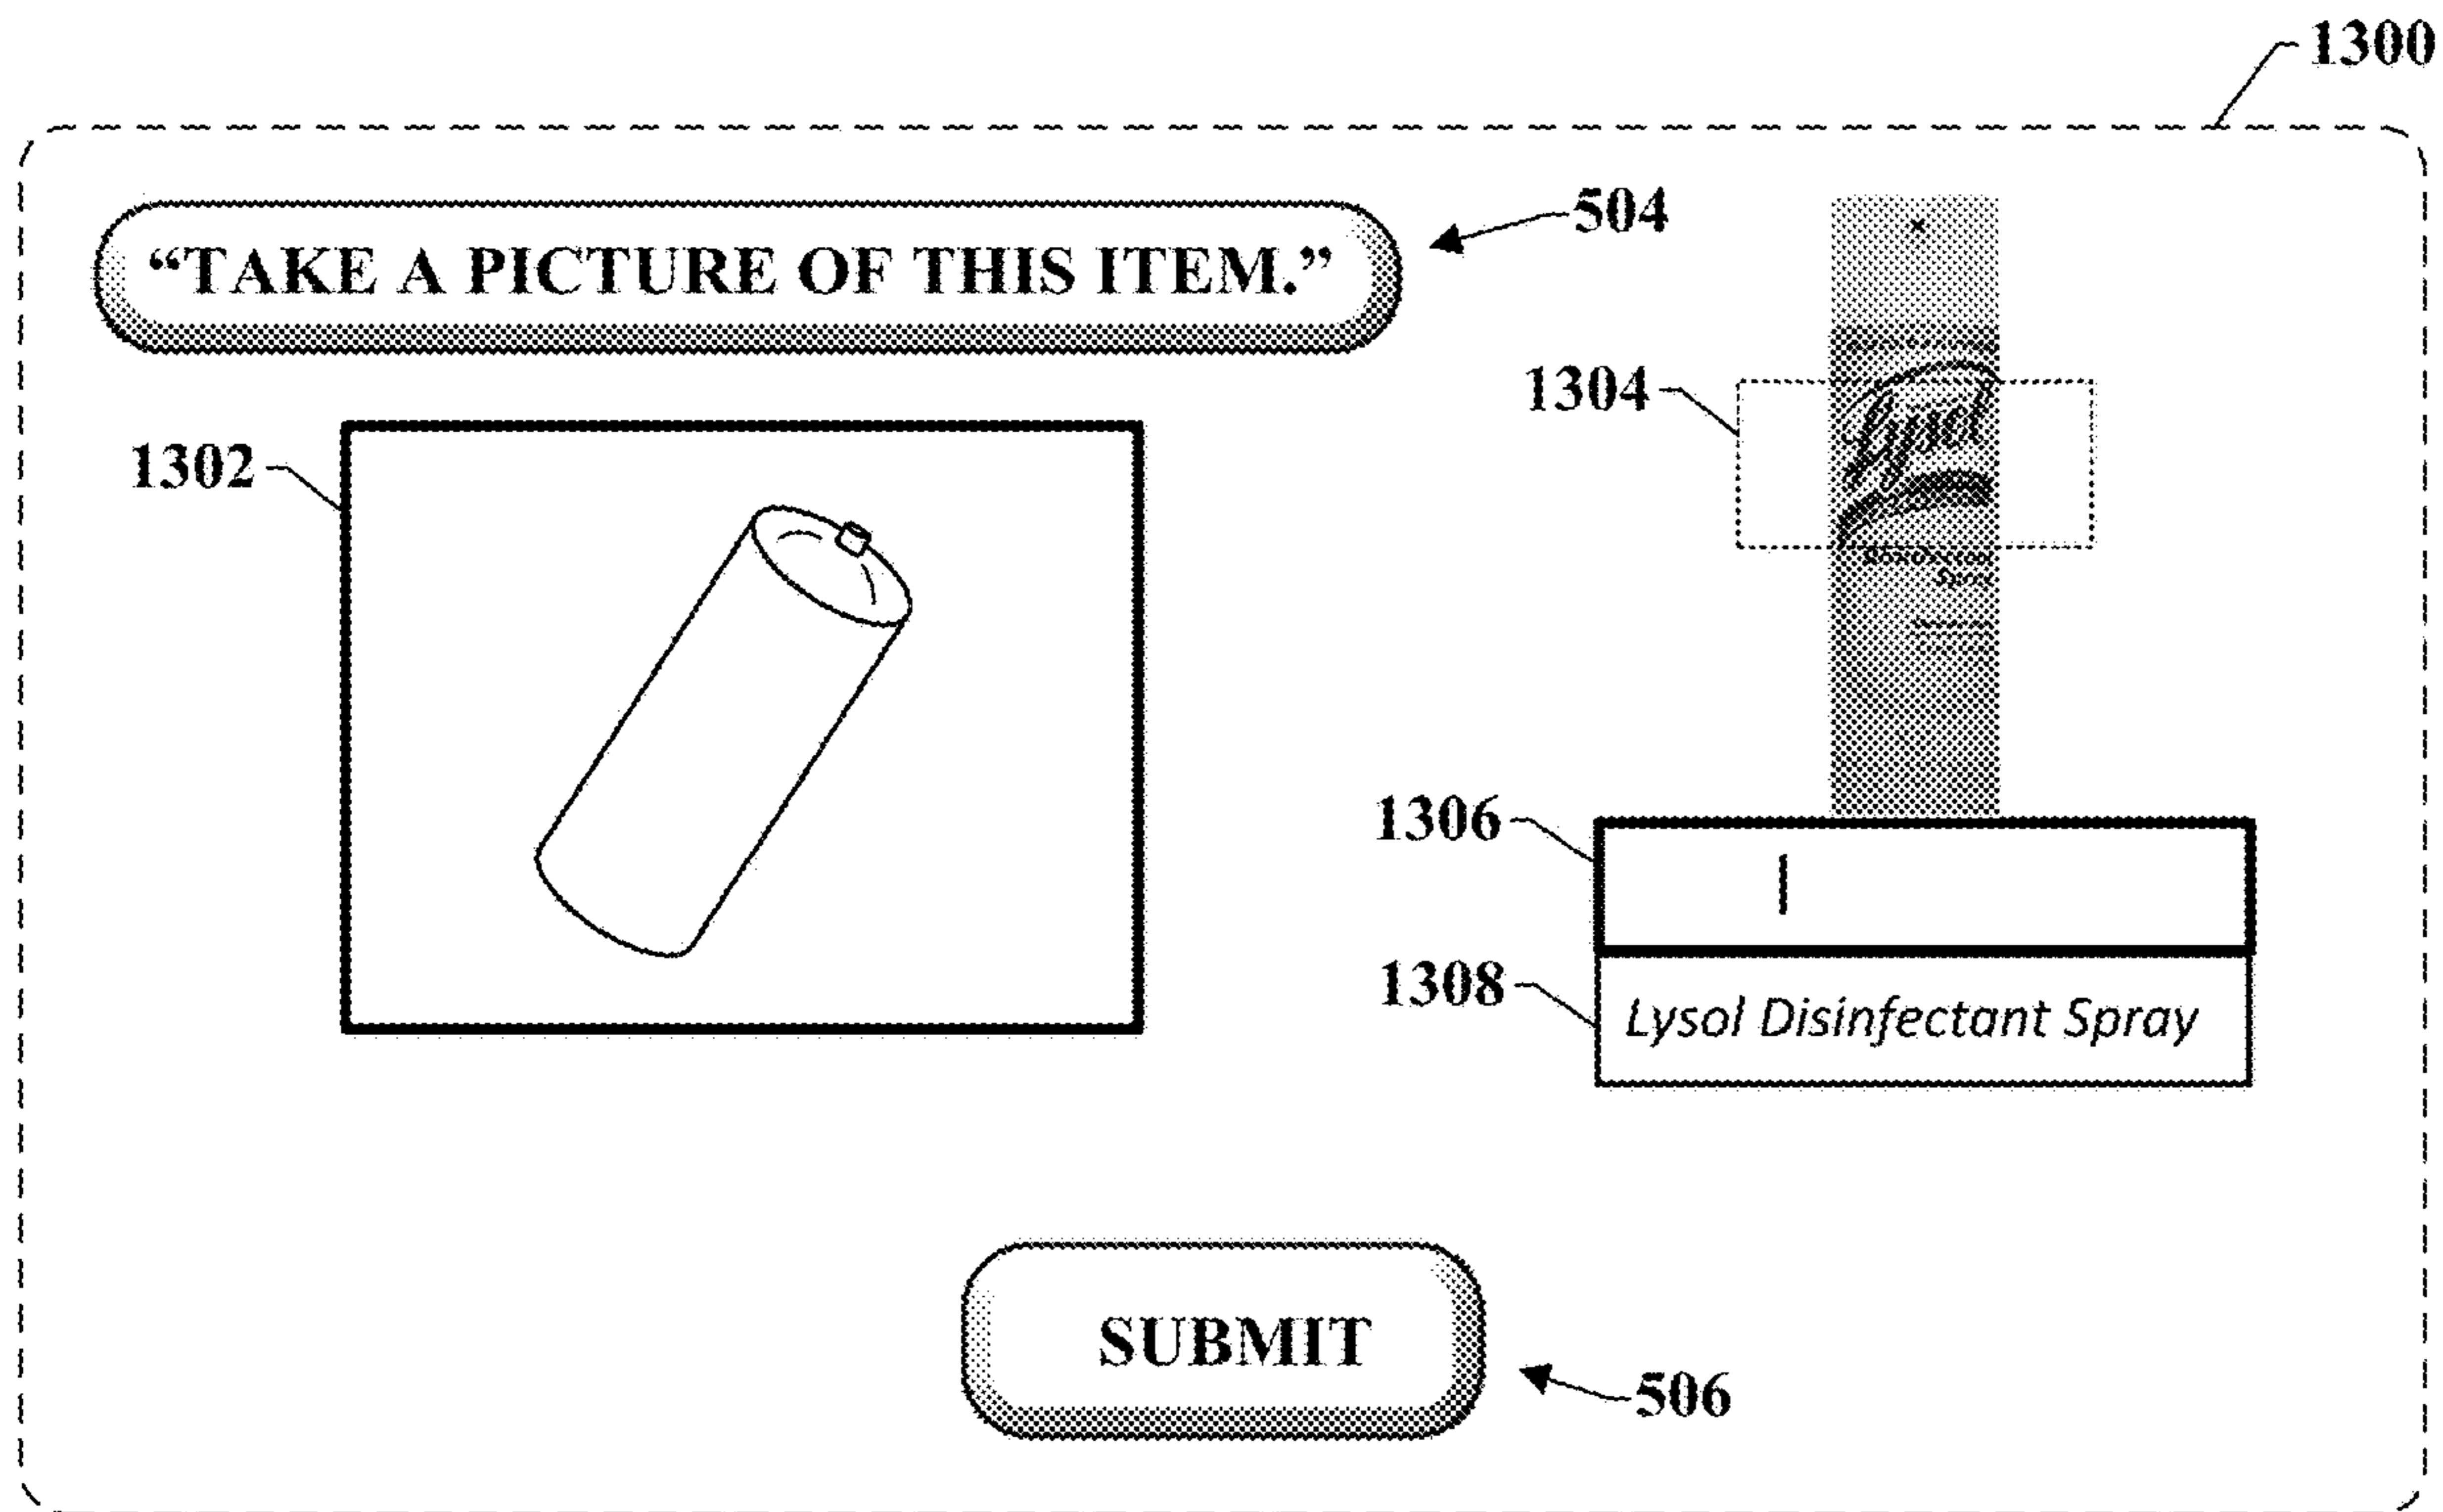 1300
“TAKE A PICTURE OF THIS ITEM.”
504
1304
Lysol
1302
1306
1308
Lysol Disinfectant Spray
SUBMIT
506